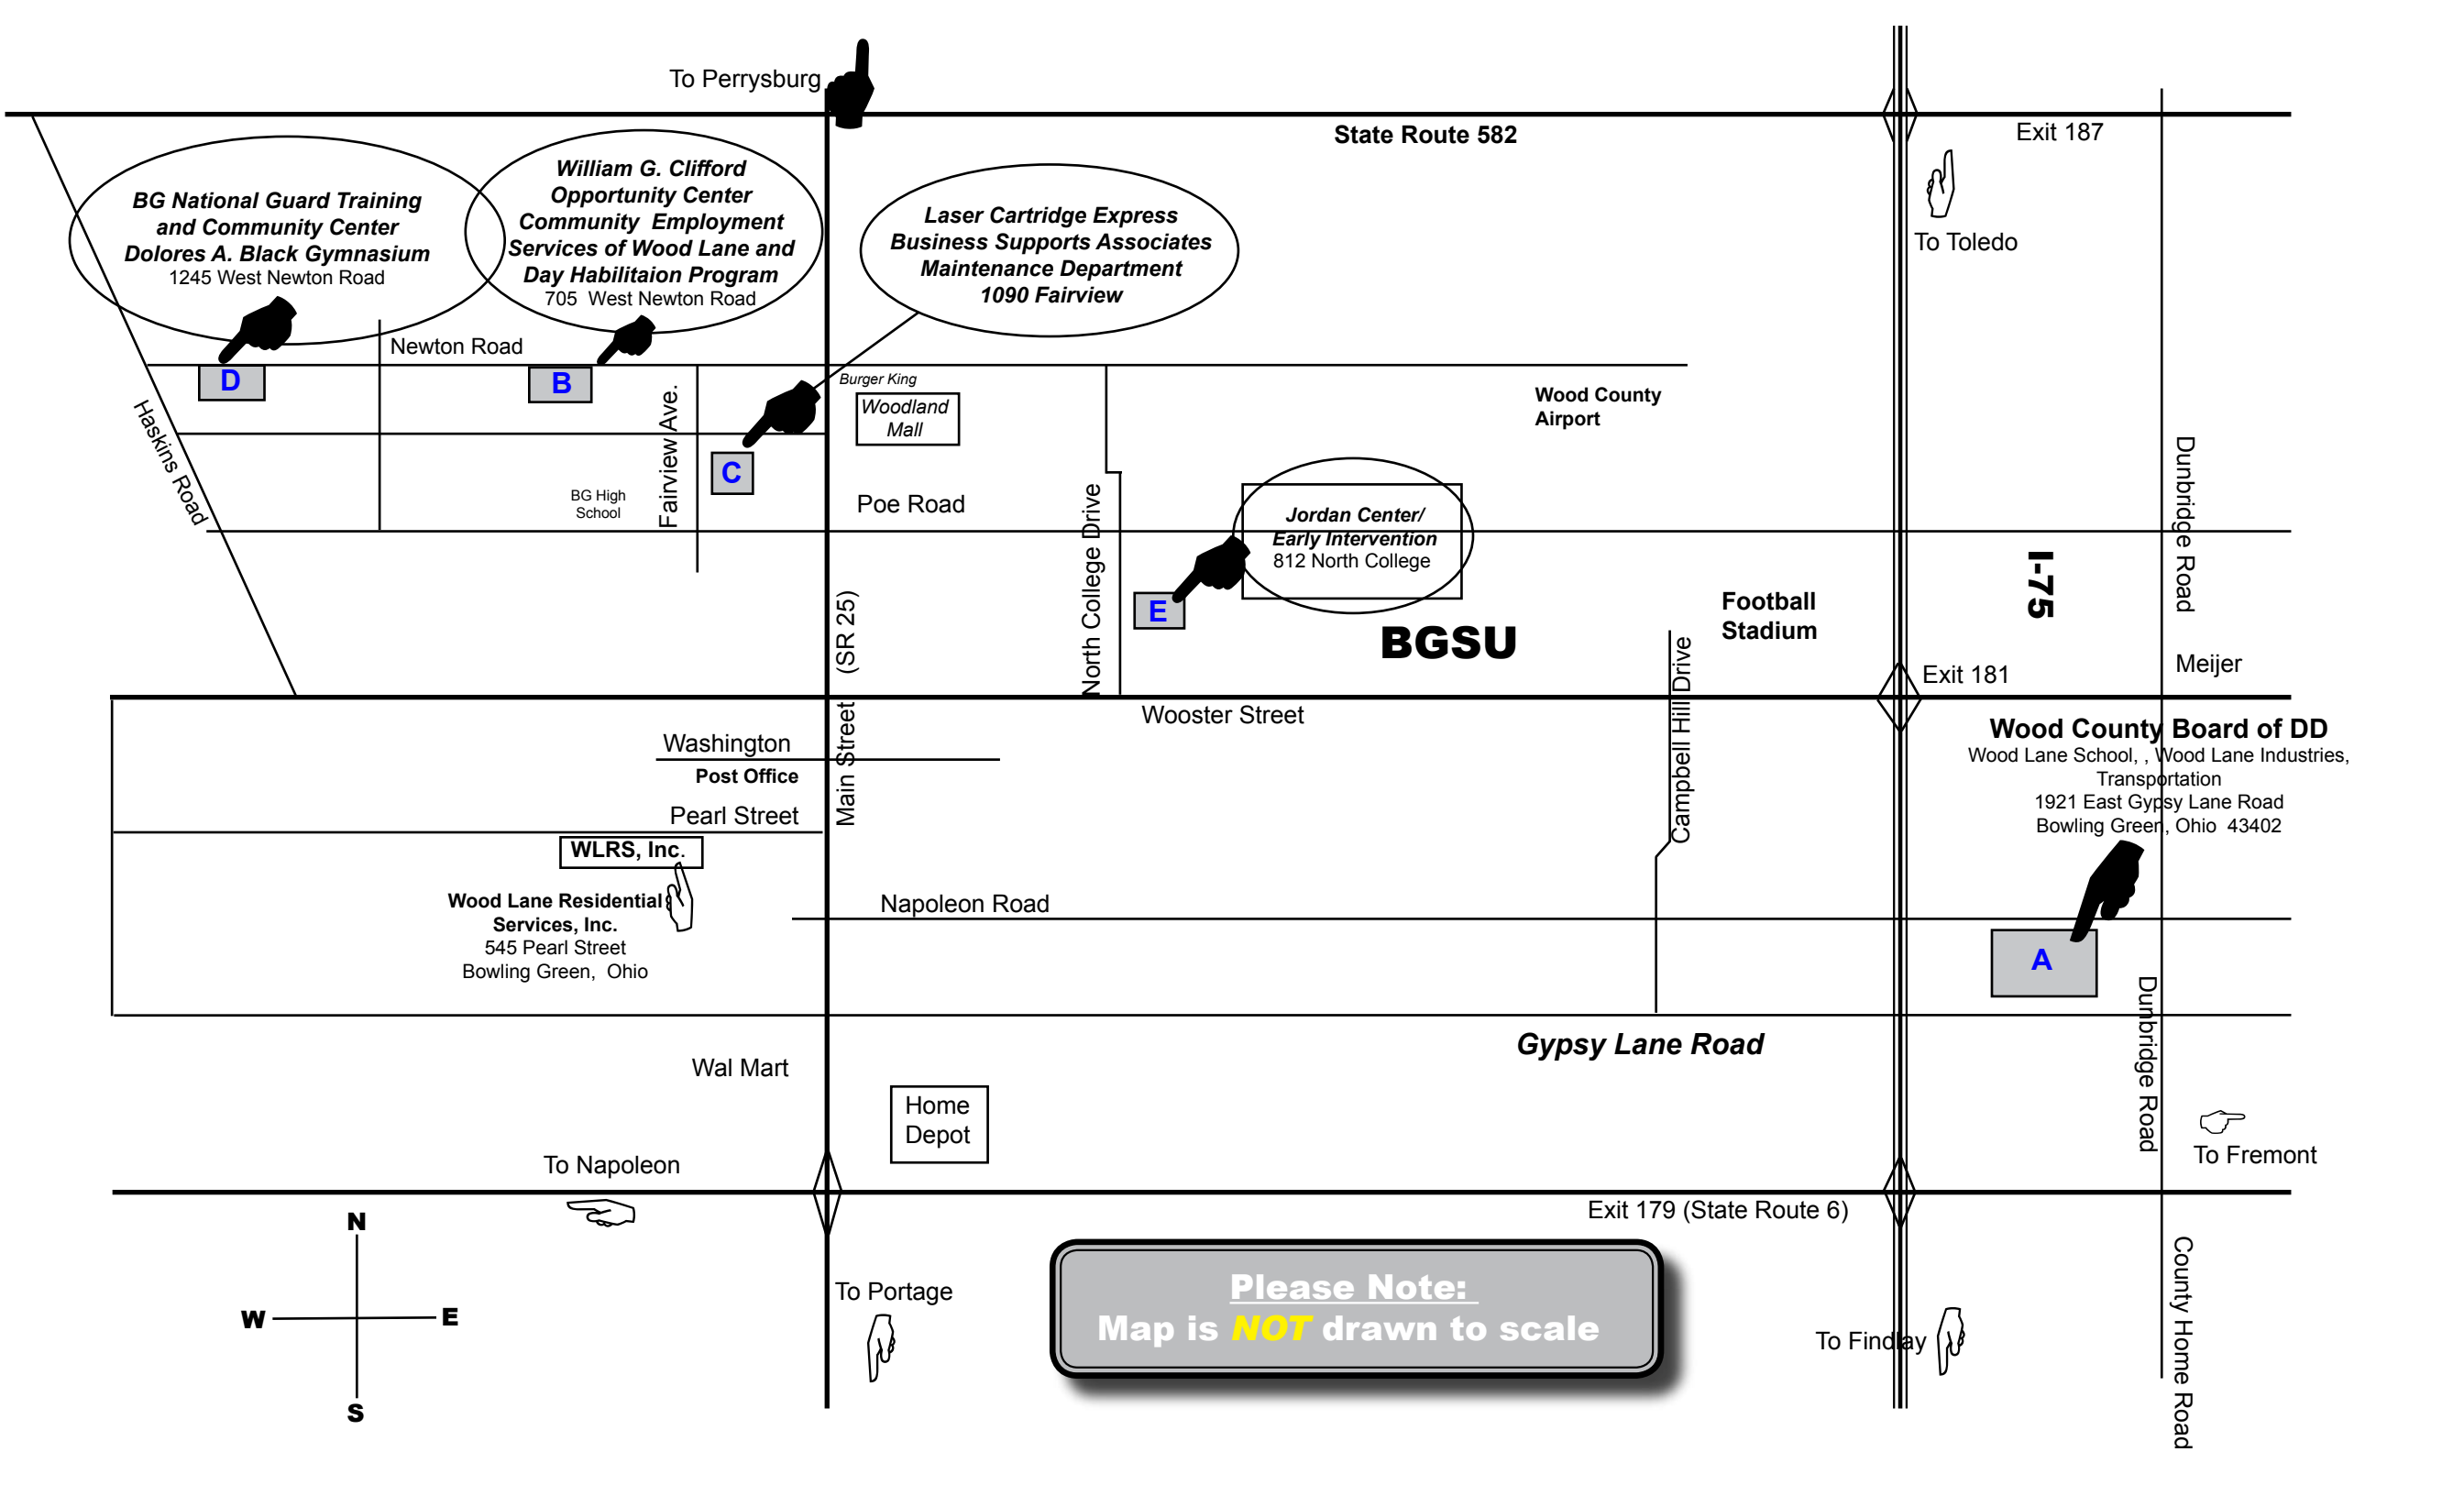 To Perrysburg
State Route 582
Exit 187
BG National Guard Training
and Community Center
Dolores A. Black Gymnasium
1245 West Newton Road
William G. Clifford
Opportunity Center
Community  Employment
Services of Wood Lane and
Day Habilitaion Program
705  West Newton Road
Laser Cartridge Express
Business Supports Associates
Maintenance Department
1090 Fairview
To Toledo
Newton Road
D
B
C
Burger King
Woodland
Mall
Wood County
Airport
Haskins Road
Fairview Ave.
BG High
School
Poe Road
North College Drive
Jordan Center/
Early Intervention
812 North College
E
BGSU
Football
Stadium
I-75
Dunbridge Road
(SR 25)
Campbell Hill Drive
Exit 181
Meijer
Wooster Street
Washington
Post Office
Main Street
Pearl Street
WLRS, Inc.
Wood Lane Residential
Services, Inc.
545 Pearl Street
Bowling Green,  Ohio
Napoleon Road
Wood County Board of DD
Wood Lane School, , Wood Lane Industries,
Transportation
1921 East Gypsy Lane Road
Bowling Green, Ohio  43402
A
Dunbridge Road
Gypsy Lane Road
Wal Mart
Home
Depot
To Napoleon
To Fremont
Exit 179 (State Route 6)
N
W
E
S
To Portage
Please Note:
Map is NOT drawn to scale
To Findlay
County Home Road